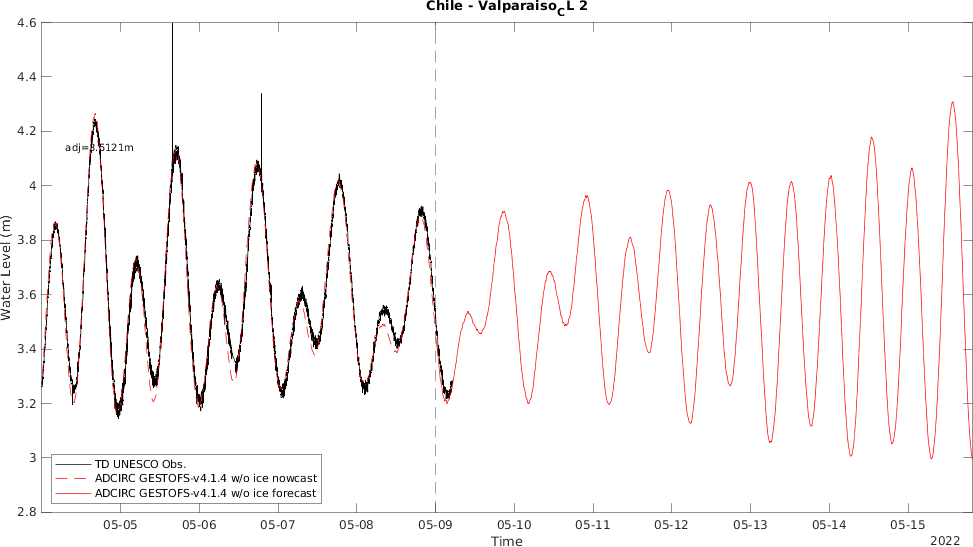 Chile - ValparaisoCL 2
4.6
4.4
4.2
4
3.8
3.6
3.4
3.2
3
2.8
Water Level (m)
adj=3.5121m
TD UNESCO Obs.
ADCIRC GESTOFS-v4.1.4 w/o ice nowcast
ADCIRC GESTOFS-v4.1.4 w/o ice forecast
05-05 05-06 05-07 05-08 05-09 05-10 05-11 05-12 05-13 05-14 05-15
Time
2022